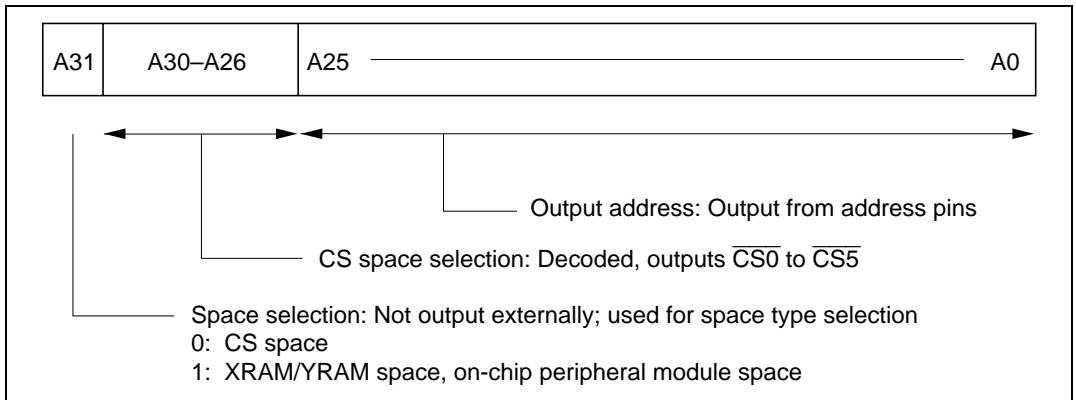 A31 A30–A26 A25 A0
Output address: Output from address pins
CS space selection: Decoded, outputs C̅S̅0̅ to C̅S̅5̅
Space selection: Not output externally; used for space type selection
0: CS space
1: XRAM/YRAM space, on-chip peripheral module space